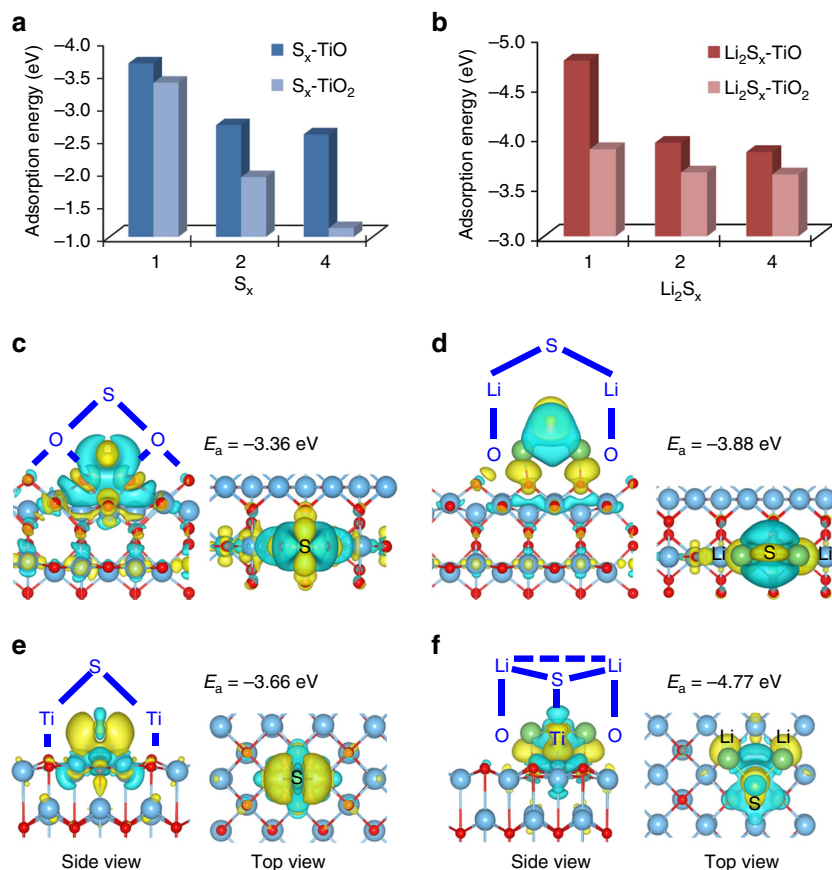 a
−4.0
−3.5
−3.0
−2.5
−2.0
−1.5
−1.0
Adsorption energy (eV)
Sₓ-TiO
Sₓ-TiO₂
1 2 4
Sₓ
b
−5.0
−4.5
−4.0
−3.5
−3.0
Adsorption energy (eV)
Li₂Sₓ-TiO
Li₂Sₓ-TiO₂
1 2 4
Li₂Sₓ
c
S
O O
Eₐ = −3.36 eV
S
d
S
Li Li
O O
Eₐ = −3.88 eV
Li S Li
e
S
Ti Ti
Eₐ = −3.66 eV
S
Side view Top view
f
Li Li
S
O Ti O
Eₐ = −4.77 eV
Li Li
S
Side view Top view